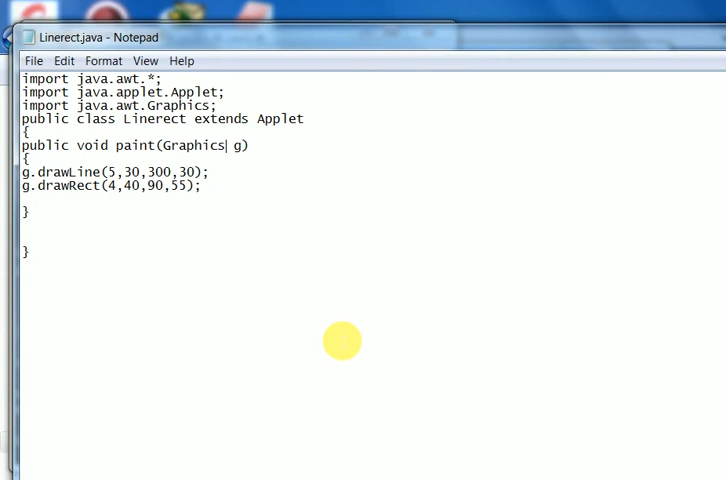 Linerect.java - Notepad
File Edit Format View Help
import java.awt.*;
import java.applet.Applet;
import java.awt.Graphics;
public class Linerect extends Applet
{
public void paint(Graphics g)
{
g.drawLine(5,30,300,30);
g.drawRect(4,40,90,55);
}
}